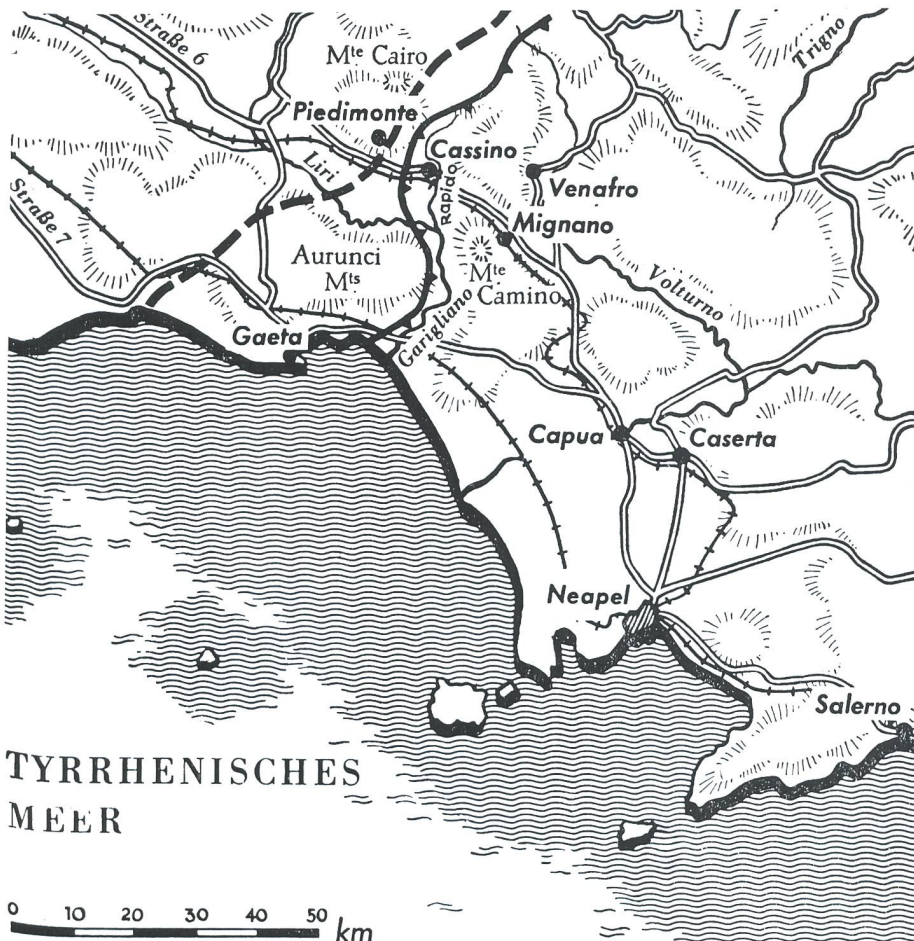 Straße 6
Mte Cairo
Trigno
Piedimonte
Cassino
Liri
Rapido
Venafro
Straße 7
Mignano
Aurunci
Mts
Mte
Camino
Volturno
Gaeta
Garigliano
Capua
Caserta
Neapel
Salerno
TYRRHENISCHES
MEER
0 10 20 30 40 50 km